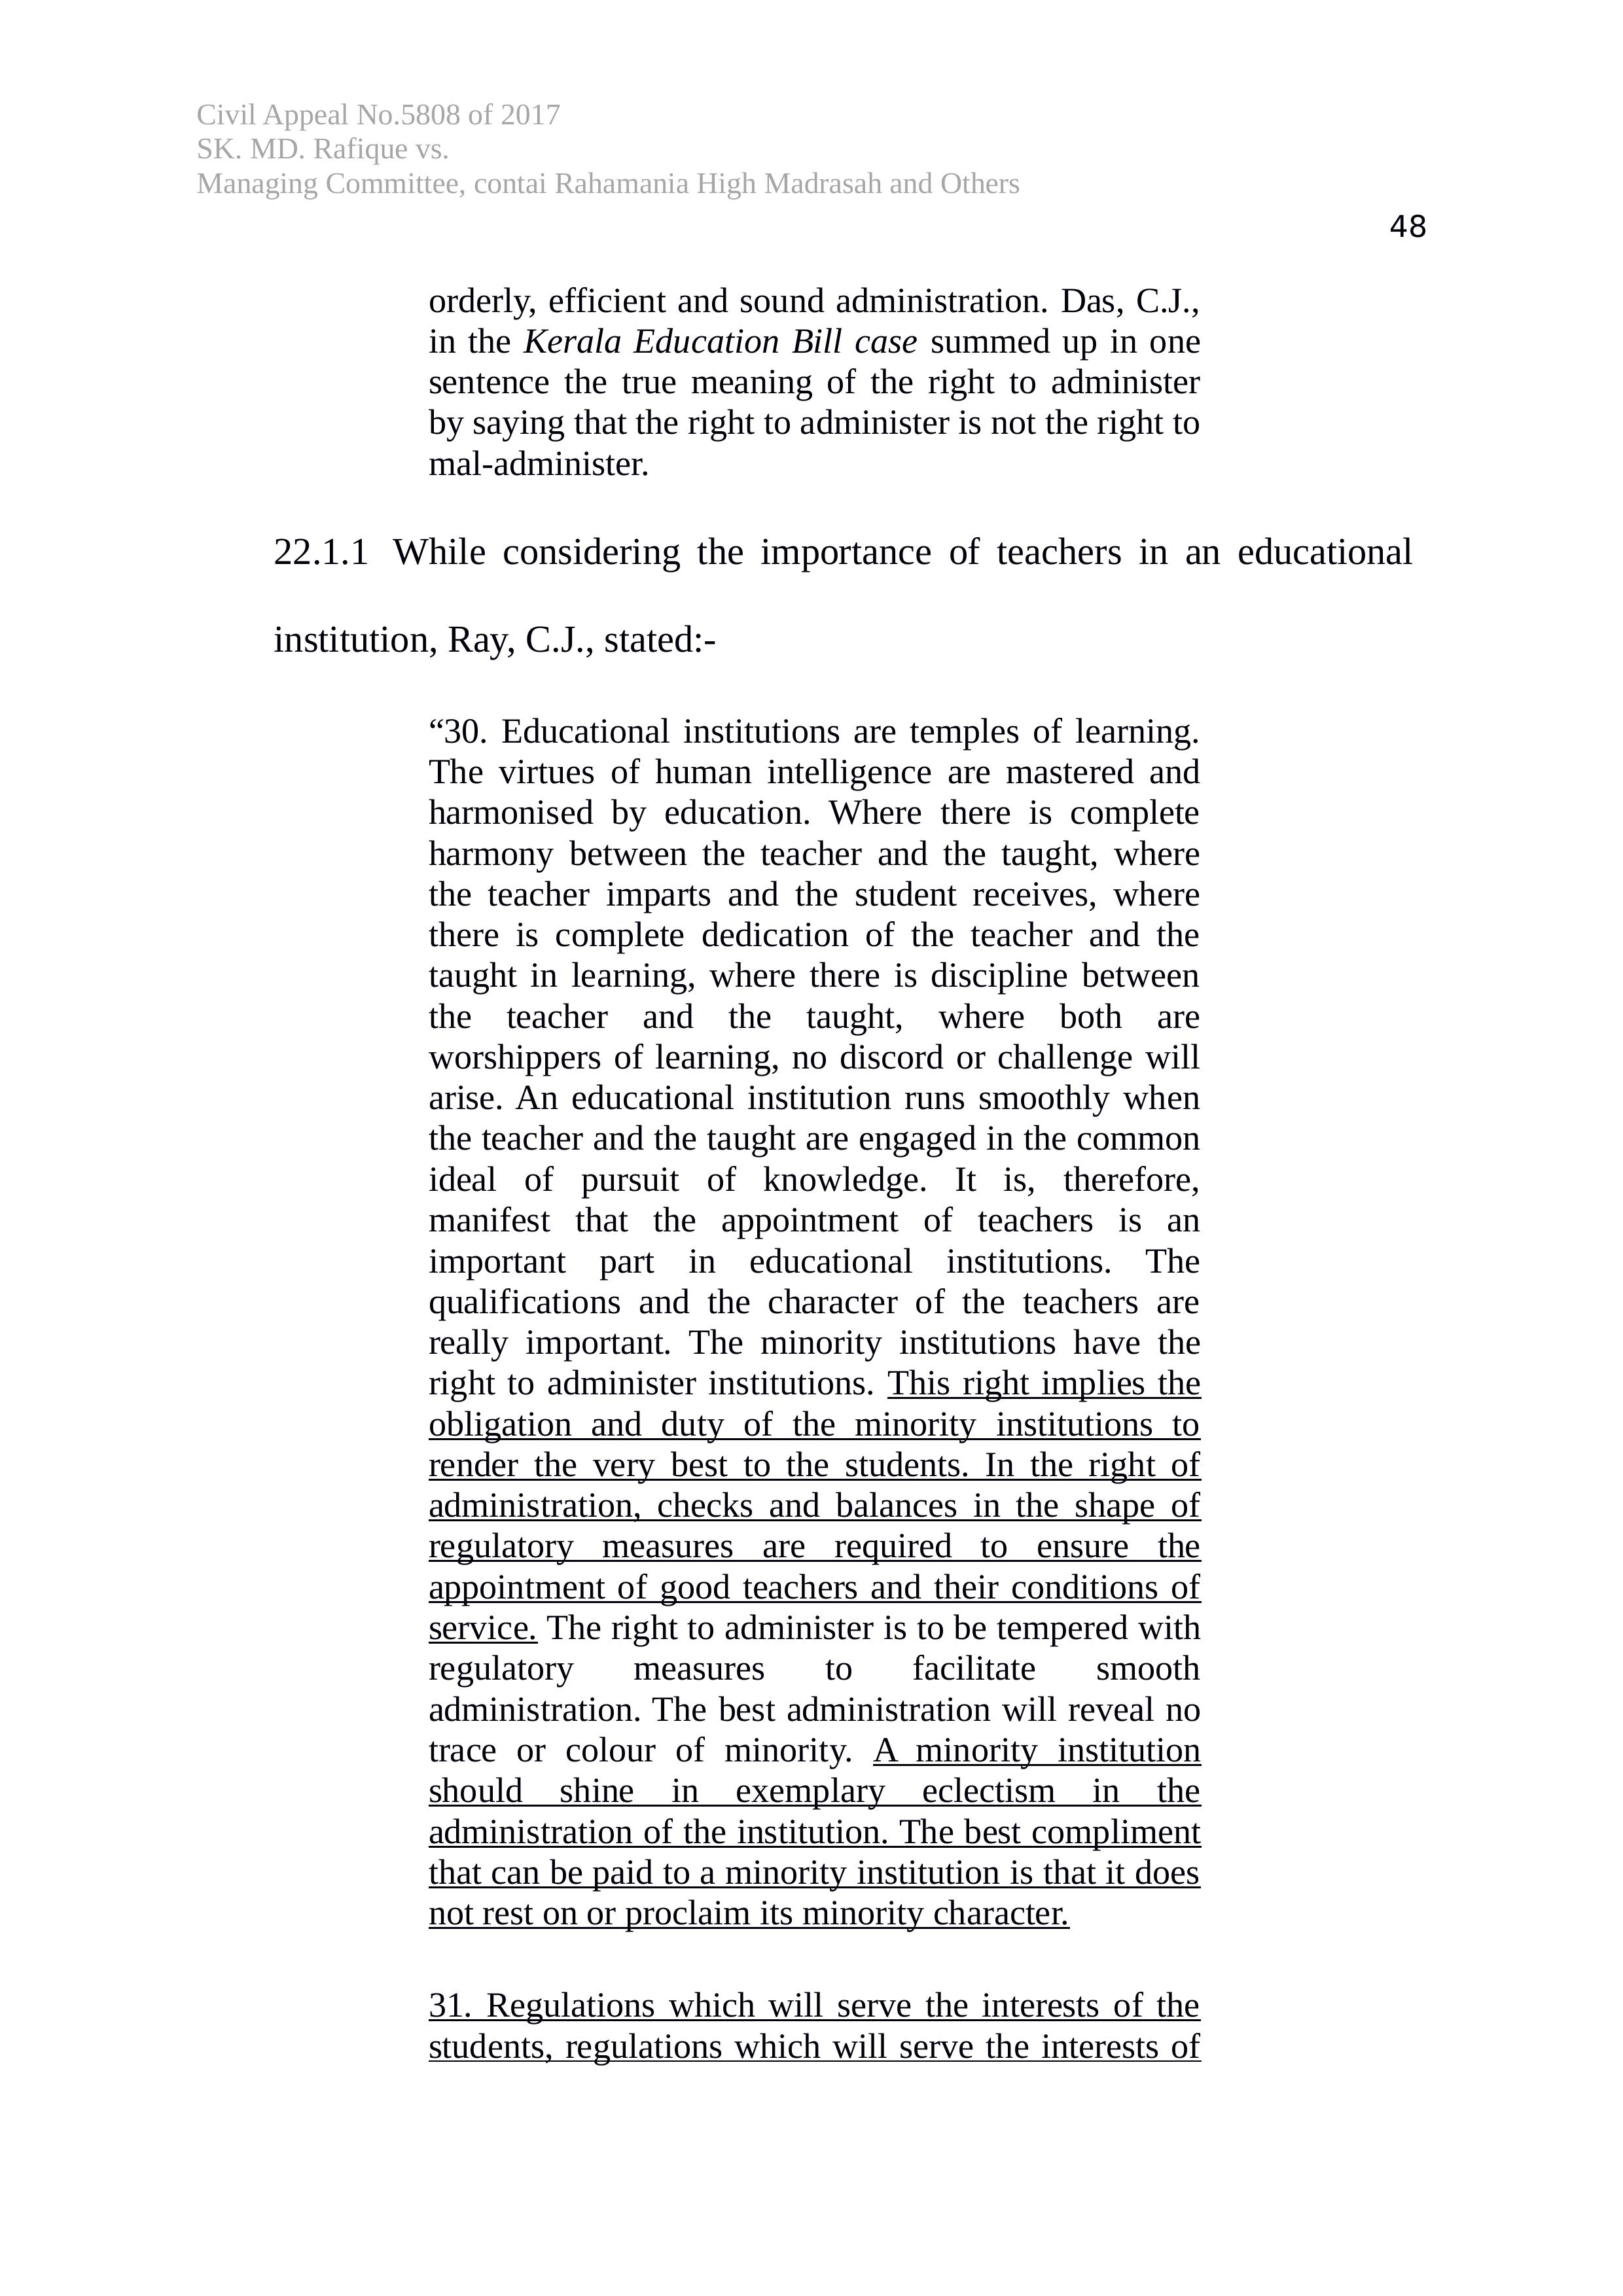 Civil Appeal No.5808 of 2017
SK. MD. Rafique vs.
Managing Committee, contai Rahamania High Madrasah and Others
48
orderly, efficient and sound administration. Das, C.J.,
in the Kerala Education Bill case summed up in one
sentence the true meaning of the right to administer
by saying that the right to administer is not the right to
mal-administer.
22.1.1 While considering the importance of teachers in an educational
institution, Ray, C.J., stated:-
“30. Educational institutions are temples of learning.
The virtues of human intelligence are mastered and
harmonised by education. Where there is complete
harmony between the teacher and the taught, where
the teacher imparts and the student receives, where
there is complete dedication of the teacher and the
taught in learning, where there is discipline between
the teacher and the taught, where both are
worshippers of learning, no discord or challenge will
arise. An educational institution runs smoothly when
the teacher and the taught are engaged in the common
ideal of pursuit of knowledge. It is, therefore,
manifest that the appointment of teachers is an
important part in educational institutions. The
qualifications and the character of the teachers are
really important. The minority institutions have the
right to administer institutions. This right implies the
obligation and duty of the minority institutions to
render the very best to the students. In the right of
administration, checks and balances in the shape of
regulatory measures are required to ensure the
appointment of good teachers and their conditions of
service. The right to administer is to be tempered with
regulatory measures to facilitate smooth
administration. The best administration will reveal no
trace or colour of minority. A minority institution
should shine in exemplary eclectism in the
administration of the institution. The best compliment
that can be paid to a minority institution is that it does
not rest on or proclaim its minority character.
31. Regulations which will serve the interests of the
students, regulations which will serve the interests of